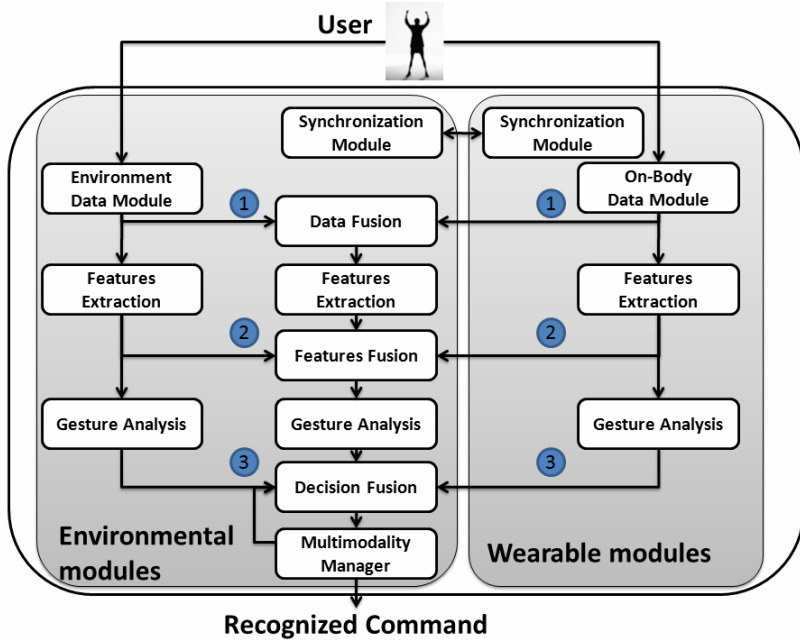 User
Synchronization
Module
Synchronization
Module
Environment
Data Module
On-Body
Data Module
1
1
Data Fusion
Features
Extraction
Features
Extraction
Features
Extraction
2
2
Features Fusion
Gesture Analysis
Gesture Analysis
Gesture Analysis
3
3
Decision Fusion
Environmental
modules
Multimodality
Manager
Wearable modules
Recognized Command